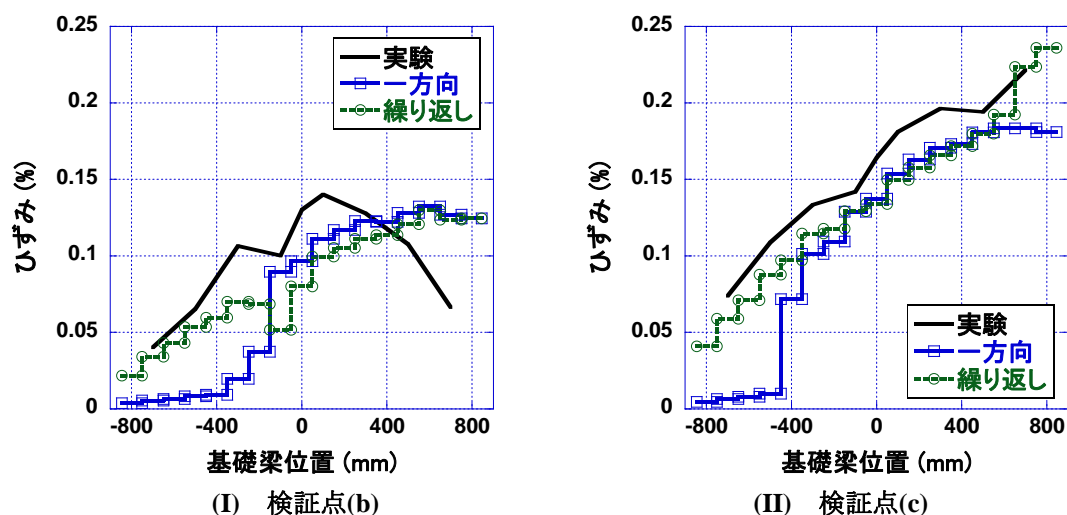 0.25
0.2
0.15
0.1
0.05
0
ひずみ (%)
実験
一方向
繰り返し
-800 -400 0 400 800
基礎梁位置 (mm)
(I) 検証点(b)
0.25
0.2
0.15
0.1
0.05
0
ひずみ (%)
実験
一方向
繰り返し
-800 -400 0 400 800
基礎梁位置 (mm)
(II) 検証点(c)